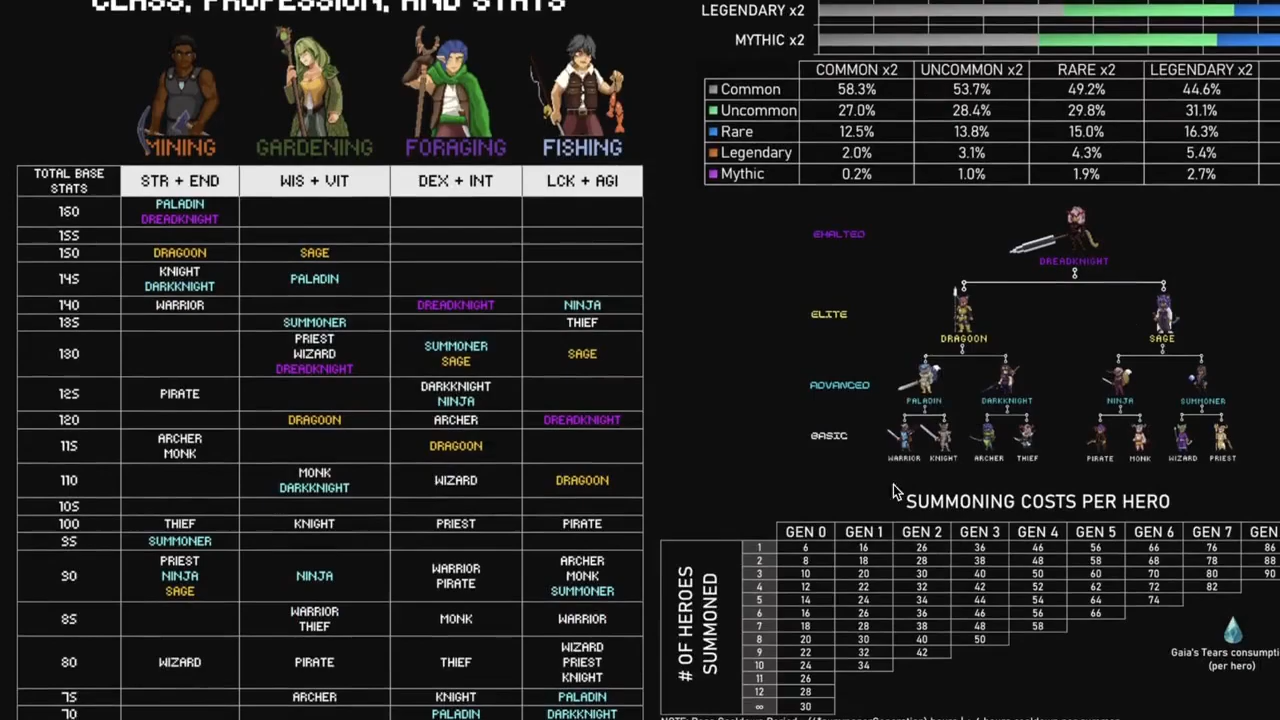 CLASS, PROFESSION, AND STATS
MINING GARDENING FORAGING FISHING
TOTAL BASE STATS STR + END WIS + VIT DEX + INT LCK + AGI
160 PALADIN
DREADKNIGHT
155
150 DRAGOON SAGE
145 KNIGHT
DARKKNIGHT PALADIN
140 WARRIOR DREADKNIGHT NINJA
135 SUMMONER THIEF
130 PRIEST
WIZARD
DREADKNIGHT SUMMONER
SAGE SAGE
125 PIRATE DARKKNIGHT
NINJA
120 DRAGOON ARCHER DREADKNIGHT
115 ARCHER
MONK DRAGOON
110 MONK
DARKKNIGHT WIZARD DRAGOON
105
100 THIEF KNIGHT PRIEST PIRATE
95 SUMMONER
90 PRIEST
NINJA
SAGE NINJA WARRIOR
PIRATE ARCHER
MONK
SUMMONER
85 WARRIOR
THIEF MONK WARRIOR
80 WIZARD PIRATE THIEF WIZARD
PRIEST
KNIGHT
75 ARCHER KNIGHT PALADIN
70 PALADIN DARKKNIGHT
LEGENDARY x2
MYTHIC x2
COMMON x2 UNCOMMON x2 RARE x2 LEGENDARY x2
Common 58.3% 53.7% 49.2% 44.6%
Uncommon 27.0% 28.4% 29.8% 31.1%
Rare 12.5% 13.8% 15.0% 16.3%
Legendary 2.0% 3.1% 4.3% 5.4%
Mythic 0.2% 1.0% 1.9% 2.7%
EXALTED
DREADKNIGHT
ELITE
DRAGOON SAGE
ADVANCED
PALADIN DARKKNIGHT NINJA SUMMONER
BASIC
WARRIOR KNIGHT ARCHER THIEF PIRATE MONK WIZARD PRIEST
SUMMONING COSTS PER HERO
GEN 0 GEN 1 GEN 2 GEN 3 GEN 4 GEN 5 GEN 6 GEN 7 GEN
# OF HEROES SUMMONED
1 6 16 26 36 46 56 66 76 86
2 8 18 28 38 48 58 68 78 88
3 10 20 30 40 50 60 70 80 90
4 12 22 32 42 52 62 72 82
5 14 24 34 44 54 64 74
6 16 26 36 46 56 66
7 18 28 38 48 58
8 20 30 40 50
9 22 32 42
10 24 34
11 26
12 28
∞ 30
Gaia's Tears consumpti
(per hero)